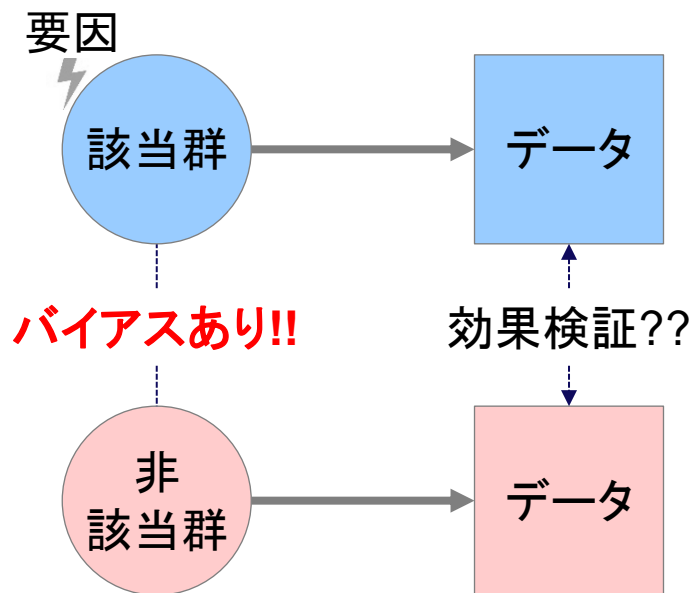 要因
該当群
データ
バイアスあり!!
効果検証??
非
該当群
データ